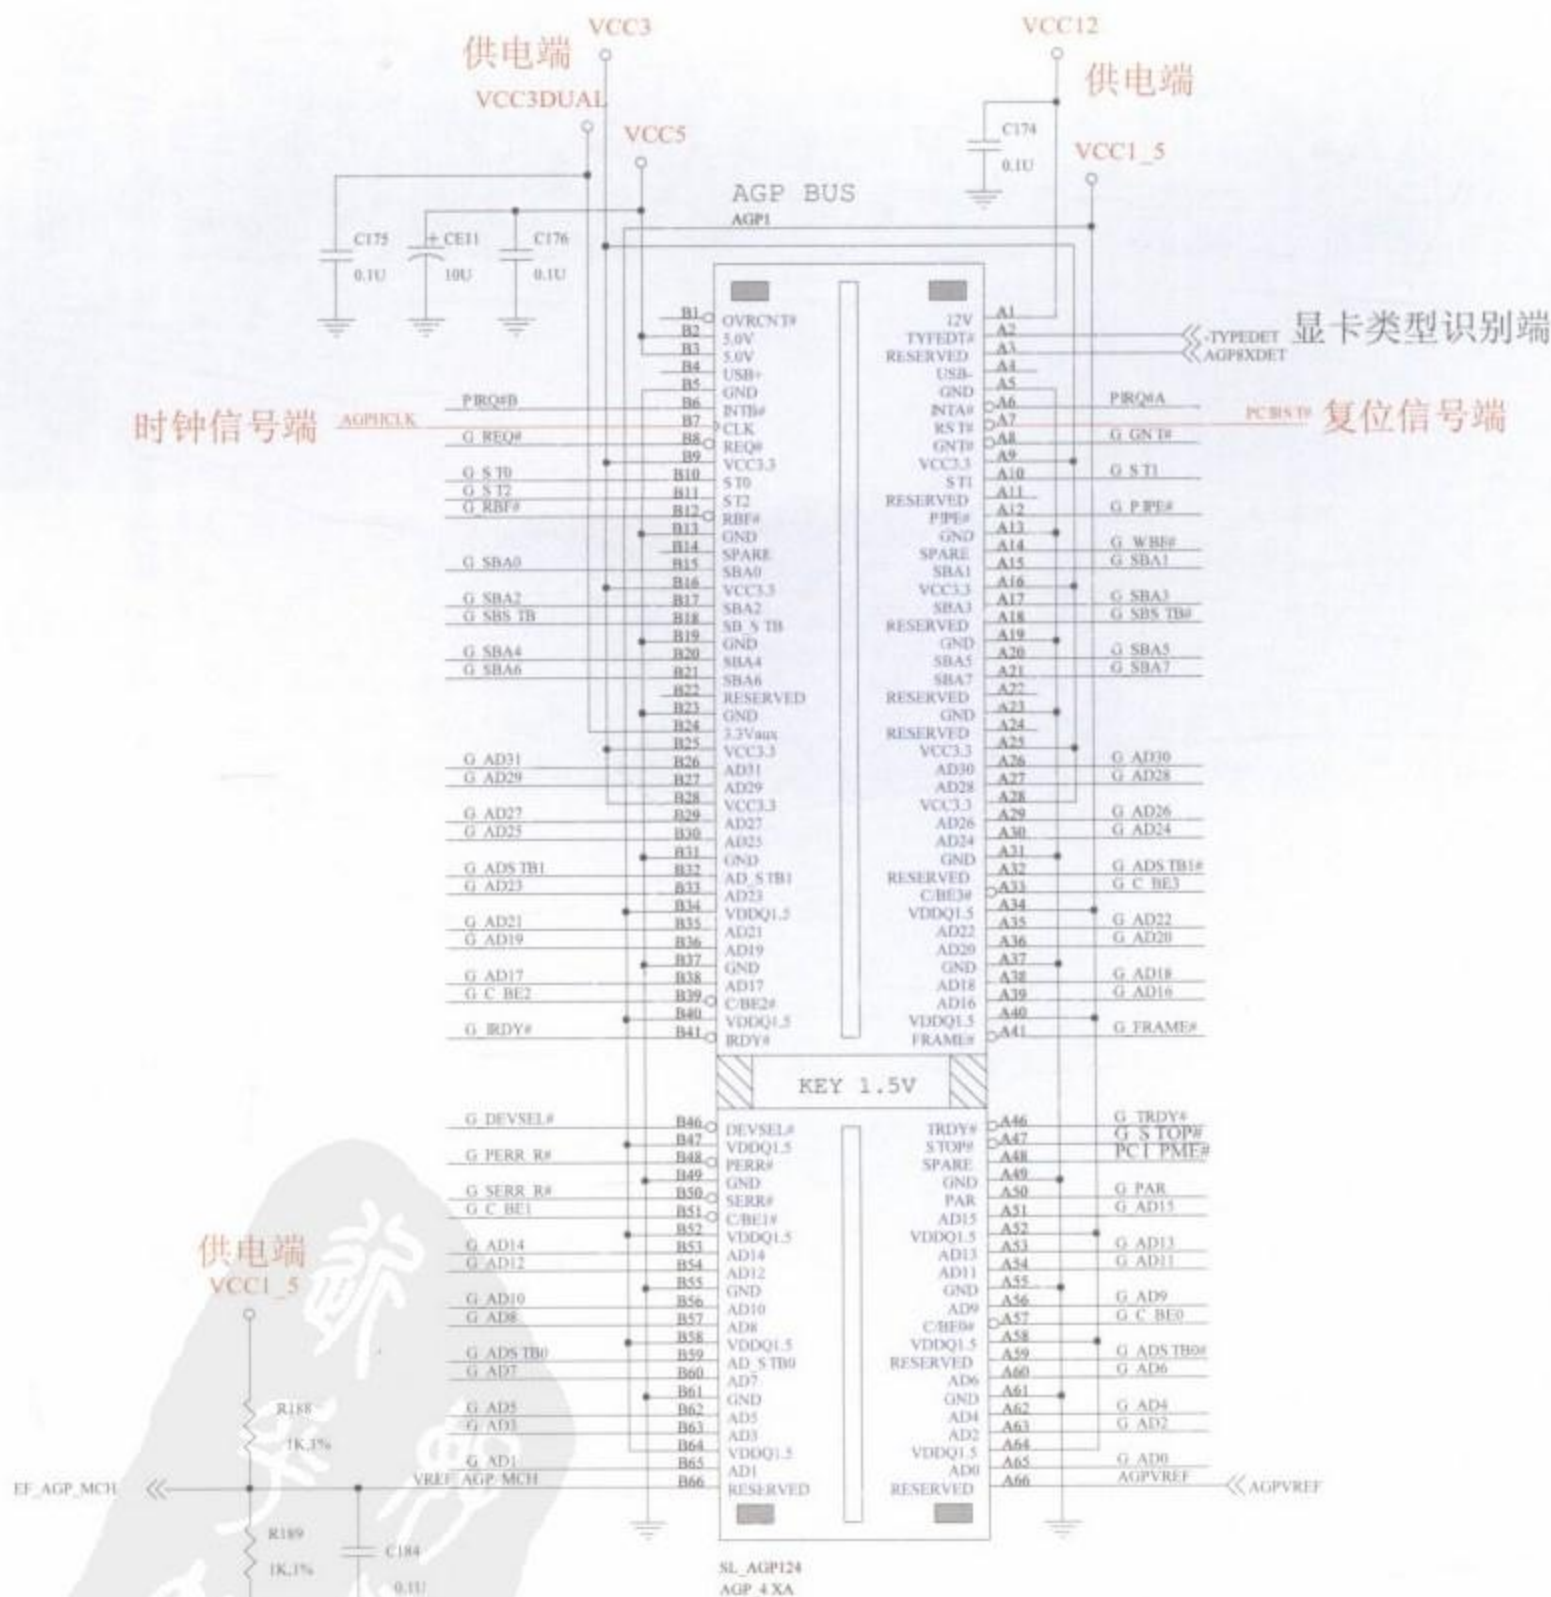 VCC3
供电端
VCC3DUAL
VCC5
VCC12
供电端
C174
0.1U
VCC1_5
AGP BUS
AGP1
C175
0.1U
+ CE11
10U
C176
0.1U
B1 OVRCNT# 12V A1
B2 5.0V TYFEDT# A2 -TYPEDET 显卡类型识别端
B3 5.0V RESERVED A3 AGP8XDET
B4 USB+ USB- A4
B5 GND GND A5
PIRQ#B B6 INTB# INTA# A6 PIRQ#A
时钟信号端 AGPHCLK B7 CLK RST# A7 PCIRST# 复位信号端
G_REQ# B8 REQ# GNT# A8 G_GNT#
B9 VCC3.3 VCC3.3 A9
G_ST0 B10 ST0 ST1 A10 G_ST1
G_ST2 B11 ST2 RESERVED A11
G_RBF# B12 RBF# PIPE# A12 G_PIPE#
B13 GND GND A13
B14 SPARE SPARE A14 G_WBF#
G_SBA0 B15 SBA0 SBA1 A15 G_SBA1
B16 VCC3.3 VCC3.3 A16
G_SBA2 B17 SBA2 SBA3 A17 G_SBA3
G_SBSTB B18 SB_STB RESERVED A18 G_SBSTB#
B19 GND GND A19
G_SBA4 B20 SBA4 SBA5 A20 G_SBA5
G_SBA6 B21 SBA6 SBA7 A21 G_SBA7
B22 RESERVED RESERVED A22
B23 GND GND A23
B24 3.3Vaux RESERVED A24
B25 VCC3.3 VCC3.3 A25
G_AD31 B26 AD31 AD30 A26 G_AD30
G_AD29 B27 AD29 AD28 A27 G_AD28
B28 VCC3.3 VCC3.3 A28
G_AD27 B29 AD27 AD26 A29 G_AD26
G_AD25 B30 AD25 AD24 A30 G_AD24
B31 GND GND A31
G_ADSTB1 B32 AD_STB1 RESERVED A32 G_ADSTB1#
G_AD23 B33 AD23 C/BE3# A33 G_C_BE3
B34 VDDQ1.5 VDDQ1.5 A34
G_AD21 B35 AD21 AD22 A35 G_AD22
G_AD19 B36 AD19 AD20 A36 G_AD20
B37 GND GND A37
G_AD17 B38 AD17 AD18 A38 G_AD18
G_C_BE2 B39 C/BE2# AD16 A39 G_AD16
B40 VDDQ1.5 VDDQ1.5 A40
G_IRDY# B41 IRDY# FRAME# A41 G_FRAME#
KEY 1.5V
G_DEVSEL# B46 DEVSEL# TRDY# A46 G_TRDY#
B47 VDDQ1.5 STOP# A47 G_STOP#
G_PERR_R# B48 PERR# SPARE A48 PCI_PME#
B49 GND GND A49
G_SERR_R# B50 SERR# PAR A50 G_PAR
G_C_BE1 B51 C/BE1# AD15 A51 G_AD15
B52 VDDQ1.5 VDDQ1.5 A52
G_AD14 B53 AD14 AD13 A53 G_AD13
G_AD12 B54 AD12 AD11 A54 G_AD11
B55 GND GND A55
G_AD10 B56 AD10 AD9 A56 G_AD9
G_AD8 B57 AD8 C/BE0# A57 G_C_BE0
B58 VDDQ1.5 VDDQ1.5 A58
G_ADSTB0 B59 AD_STB0 RESERVED A59 G_ADSTB0#
G_AD7 B60 AD7 AD6 A60 G_AD6
B61 GND GND A61
G_AD5 B62 AD5 AD4 A62 G_AD4
G_AD3 B63 AD3 AD2 A63 G_AD2
B64 VDDQ1.5 VDDQ1.5 A64
G_AD1 B65 AD1 AD0 A65 G_AD0
VREF_AGP_MCH B66 RESERVED RESERVED A66 AGPVREF
AGPVREF
供电端
VCC1_5
R188
1K,1%
EF_AGP_MCH
R189
1K,1%
C184
0.1U
SL_AGP124
AGP_4XA